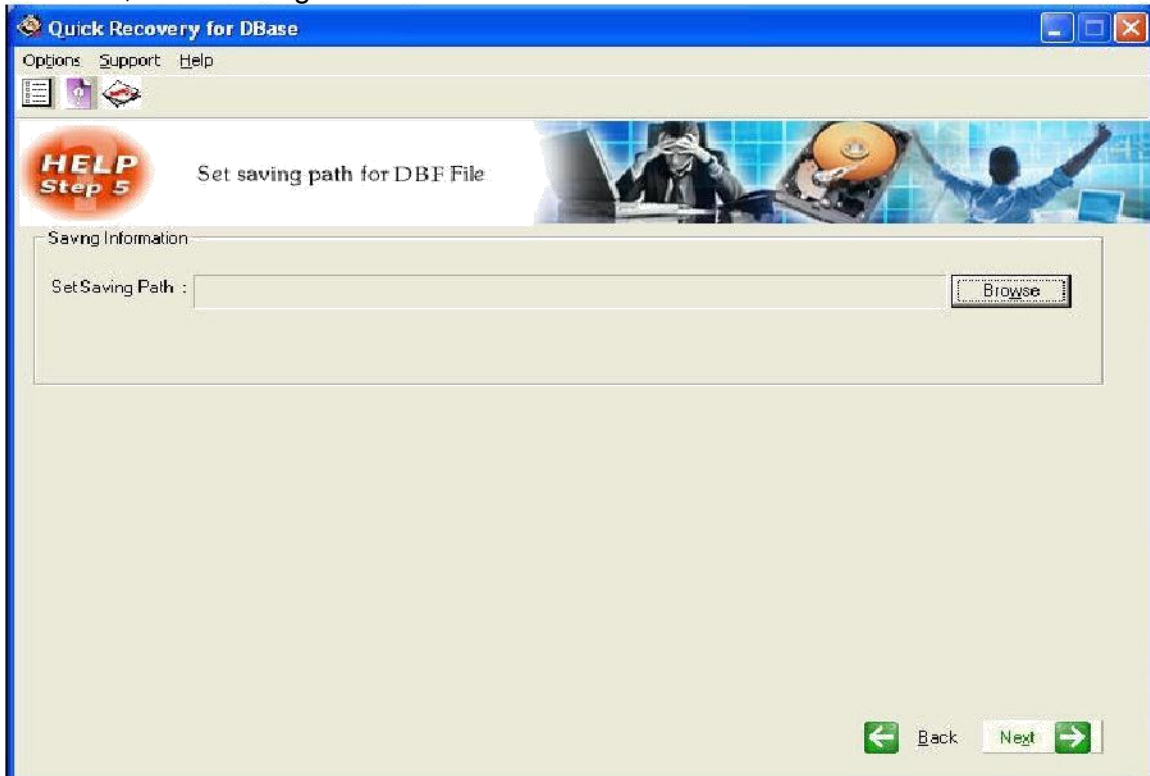 Quick Recovery for DBase
Options Support Help
HELP
Step 5
Set saving path for DBF File
Savng Information
Set Saving Path :
Browse
Back Next